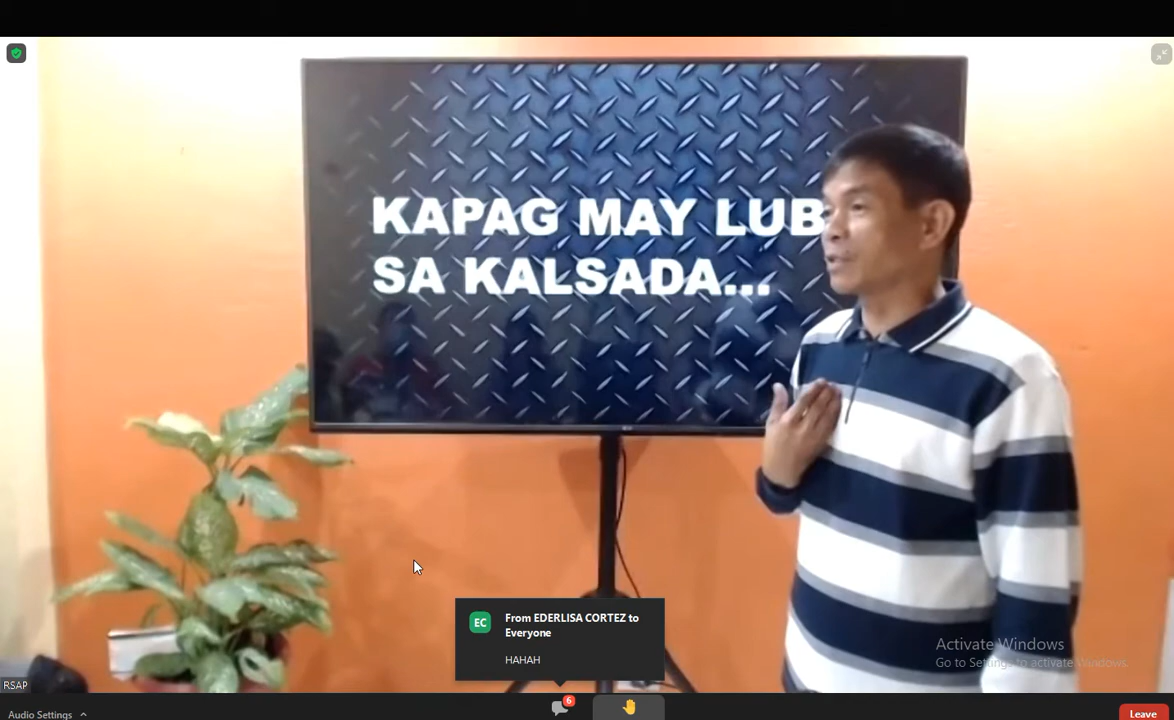 KAPAG MAY LUB
SA KALSADA...
EC
From EDERLISA CORTEZ to
Everyone
HAHAH
Activate Windows
Go to Settings to activate Windows.
RSAP
6
Audio Settings
Leave